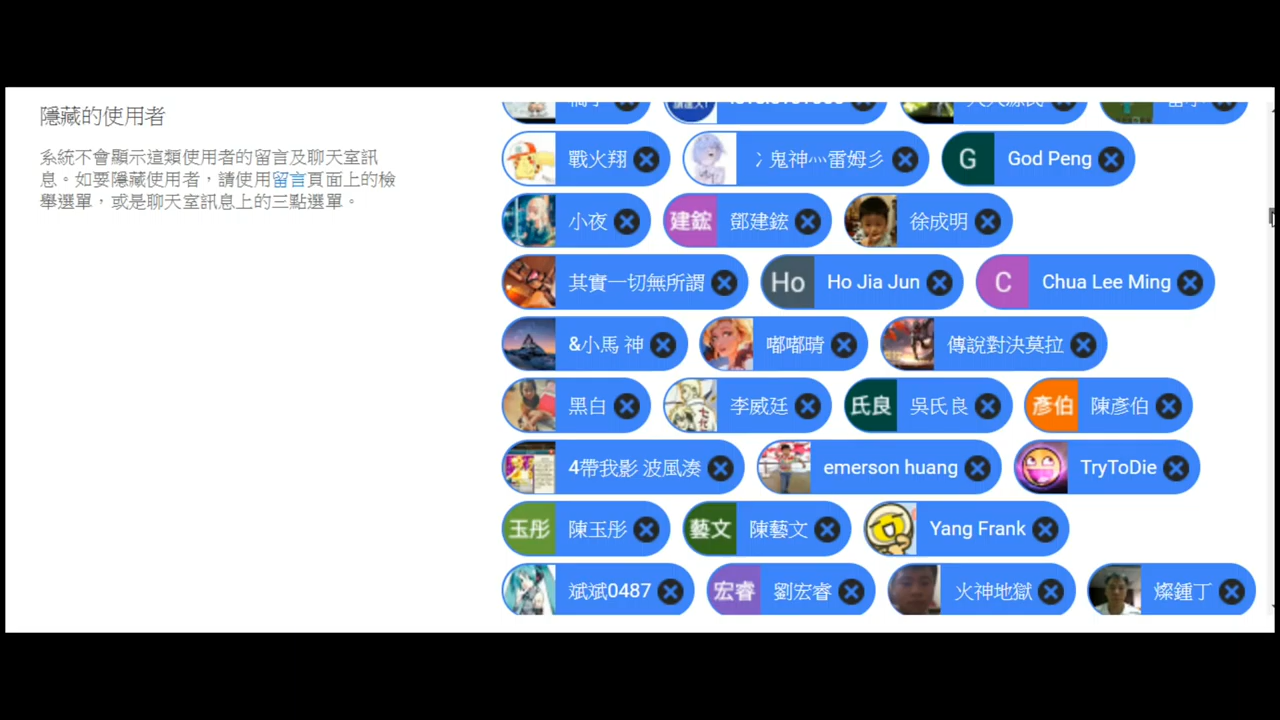 隱藏的使用者
系統不會顯示這類使用者的留言及聊天室訊
息。如要隱藏使用者，請使用留言頁面上的檢
舉選單，或是聊天室訊息上的三點選單。
戰火翔 冫鬼神灬雷姆彡 G God Peng
小夜 建鋐 鄧建鋐 徐成明
其實一切無所謂 Ho Ho Jia Jun C Chua Lee Ming
&小馬 神 嘟嘟晴 傳說對決莫拉
黑白 李威廷 氏良 吳氏良 彥伯 陳彥伯
4帶我影 波風湊 emerson huang TryToDie
玉彤 陳玉彤 藝文 陳藝文 Yang Frank
斌斌0487 宏睿 劉宏睿 火神地獄 燦鍾丁